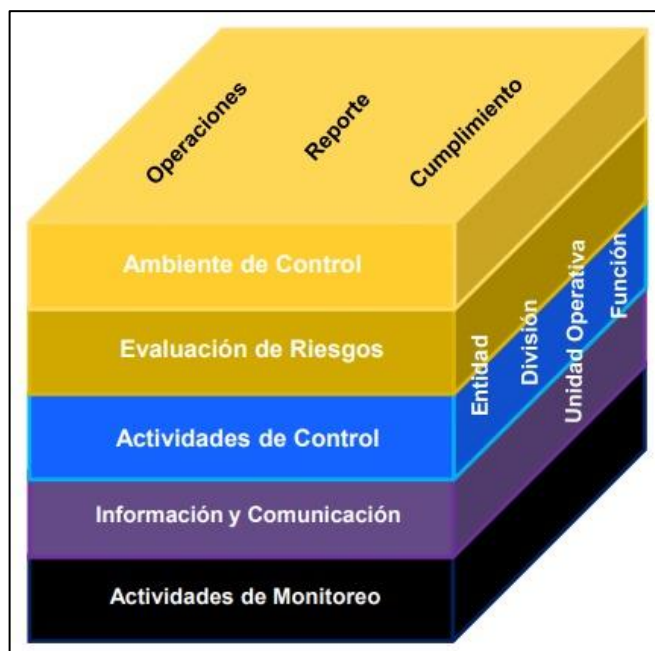 Operaciones
Reporte
Cumplimiento
Ambiente de Control
Evaluación de Riesgos
Actividades de Control
Información y Comunicación
Actividades de Monitoreo
Entidad
División
Unidad Operativa
Función